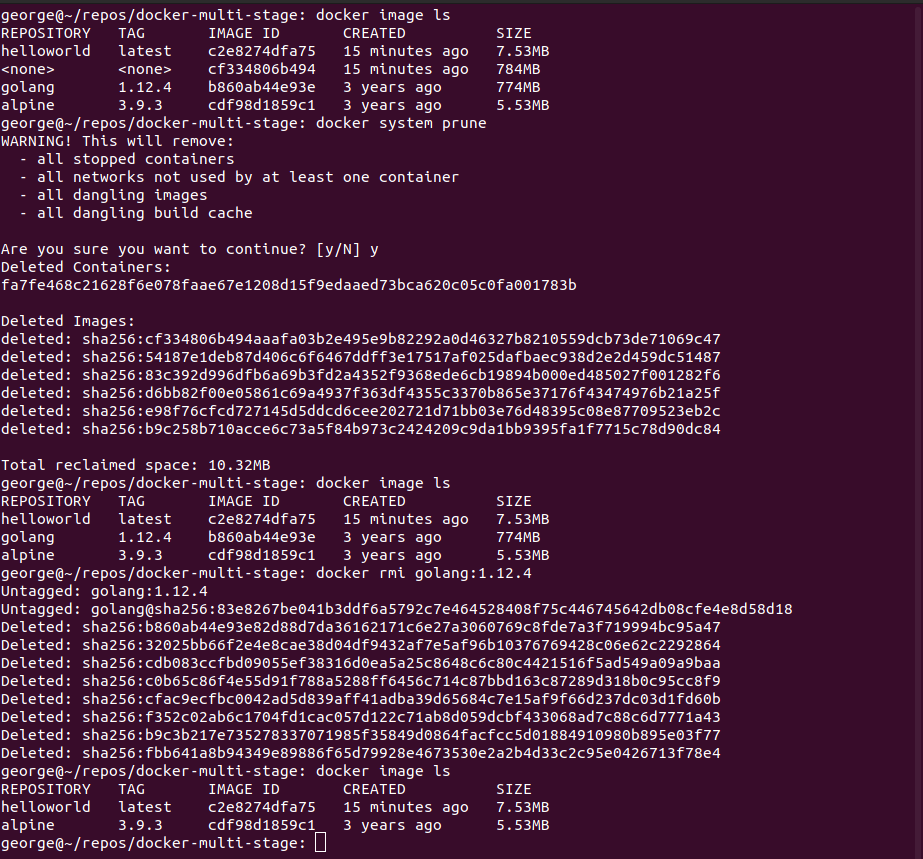 george@~/repos/docker-multi-stage: docker image ls
REPOSITORY   TAG       IMAGE ID       CREATED          SIZE
helloworld   latest    c2e8274dfa75   15 minutes ago   7.53MB
<none>       <none>    cf334806b494   15 minutes ago   784MB
golang       1.12.4    b860ab44e93e   3 years ago      774MB
alpine       3.9.3     cdf98d1859c1   3 years ago      5.53MB
george@~/repos/docker-multi-stage: docker system prune
WARNING! This will remove:
  - all stopped containers
  - all networks not used by at least one container
  - all dangling images
  - all dangling build cache

Are you sure you want to continue? [y/N] y
Deleted Containers:
fa7fe468c21628f6e078faae67e1208d15f9edaaed73bca620c05c0fa001783b

Deleted Images:
deleted: sha256:cf334806b494aaafa03b2e495e9b82292a0d46327b8210559dcb73de71069c47
deleted: sha256:54187e1deb87d406c6f6467ddff3e17517af025dafbaec938d2e2d459dc51487
deleted: sha256:83c392d996dfb6a69b3fd2a4352f9368ede6cb19894b000ed485027f001282f6
deleted: sha256:d6bb82f00e05861c69a4937f363df4355c3370b865e37176f43474976b21a25f
deleted: sha256:e98f76cfcd727145d5ddcd6cee202721d71bb03e76d48395c08e87709523eb2c
deleted: sha256:b9c258b710acce6c73a5f84b973c2424209c9da1bb9395fa1f7715c78d90dc84

Total reclaimed space: 10.32MB
george@~/repos/docker-multi-stage: docker image ls
REPOSITORY   TAG       IMAGE ID       CREATED          SIZE
helloworld   latest    c2e8274dfa75   15 minutes ago   7.53MB
golang       1.12.4    b860ab44e93e   3 years ago      774MB
alpine       3.9.3     cdf98d1859c1   3 years ago      5.53MB
george@~/repos/docker-multi-stage: docker rmi golang:1.12.4
Untagged: golang:1.12.4
Untagged: golang@sha256:83e8267be041b3ddf6a5792c7e464528408f75c446745642db08cfe4e8d58d18
Deleted: sha256:b860ab44e93e82d88d7da36162171c6e27a3060769c8fde7a3f719994bc95a47
Deleted: sha256:32025bb66f2e4e8cae38d04df9432af7e5af96b10376769428c06e62c2292864
Deleted: sha256:cdb083ccfbd09055ef38316d0ea5a25c8648c6c80c4421516f5ad549a09a9baa
Deleted: sha256:c0b65c86f4e55d91f788a5288ff6456c714c87bbd163c87289d318b0c95cc8f9
Deleted: sha256:cfac9ecfbc0042ad5d839aff41adba39d65684c7e15af9f66d237dc03d1fd60b
Deleted: sha256:f352c02ab6c1704fd1cac057d122c71ab8d059dcbf433068ad7c88c6d7771a43
Deleted: sha256:b9c3b217e735278337071985f35849d0864facfcc5d01884910980b895e03f77
Deleted: sha256:fbb641a8b94349e89886f65d79928e4673530e2a2b4d33c2c95e0426713f78e4
george@~/repos/docker-multi-stage: docker image ls
REPOSITORY   TAG       IMAGE ID       CREATED          SIZE
helloworld   latest    c2e8274dfa75   15 minutes ago   7.53MB
alpine       3.9.3     cdf98d1859c1   3 years ago      5.53MB
george@~/repos/docker-multi-stage: